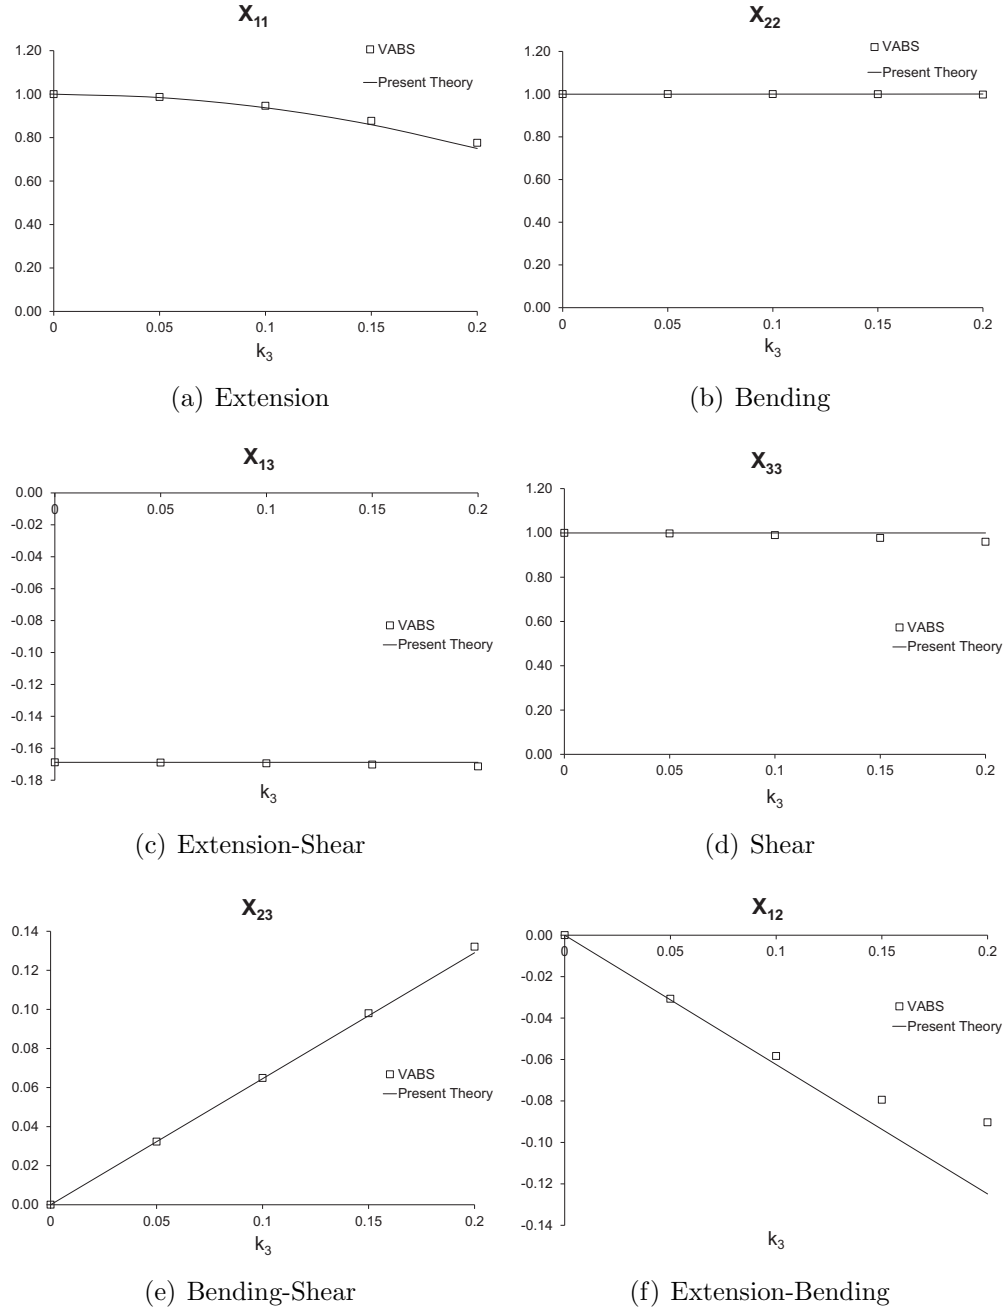 X11
VABS
Present Theory
1.20
1.00
0.80
0.60
0.40
0.20
0.00
0 0.05 0.1 0.15 0.2
k3
(a) Extension
X22
VABS
Present Theory
1.20
1.00
1.00
0.80
0.60
0.40
0.20
0.00
0 0.05 0.1 0.15 0.2
k3
(b) Bending
X13
0.00
0 0.05 0.1 0.15 0.2
-0.02
-0.04
-0.06
-0.08
-0.10
-0.12
-0.14
-0.16
-0.18
VABS
Present Theory
k3
(c) Extension-Shear
X33
1.20
1.00
0.80
0.60
0.40
0.20
0.00
VABS
Present Theory
0 0.05 0.1 0.15 0.2
k3
(d) Shear
X23
0.14
0.12
0.10
0.08
0.06
0.04
0.02
0.00
VABS
Present Theory
0 0.05 0.1 0.15 0.2
k3
(e) Bending-Shear
X12
0.00
0 0.05 0.1 0.15 0.2
-0.02
-0.04
-0.06
-0.08
-0.10
-0.12
-0.14
VABS
Present Theory
k3
(f) Extension-Bending